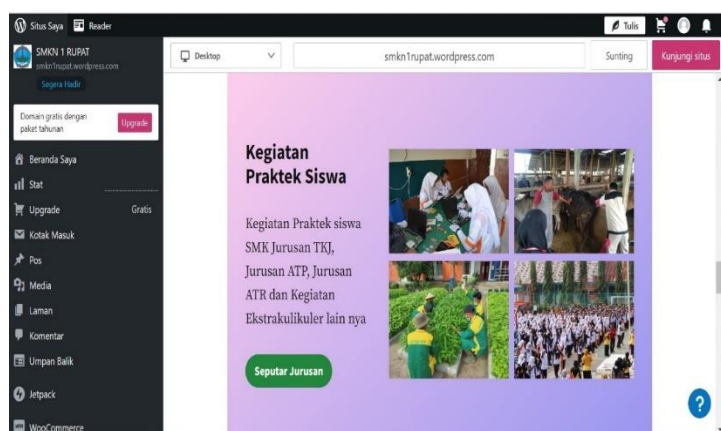 Situs Saya
Reader
Tulis
SMKN 1 RUPAT
smkn1rupat.wordpress.com
Segera Hadir
Desktop
smkn1rupat.wordpress.com
Sunting
Kunjungi situs
Domain gratis dengan
paket tahunan
Upgrade
Beranda Saya
Stat
Upgrade
Gratis
Kotak Masuk
Pos
Media
Laman
Komentar
Umpan Balik
Jetpack
WooCommerce
Kegiatan
Praktek Siswa
Kegiatan Praktek siswa
SMK Jurusan TKJ,
Jurusan ATP, Jurusan
ATR dan Kegiatan
Ekstrakulikuler lain nya
Seputar Jurusan
?